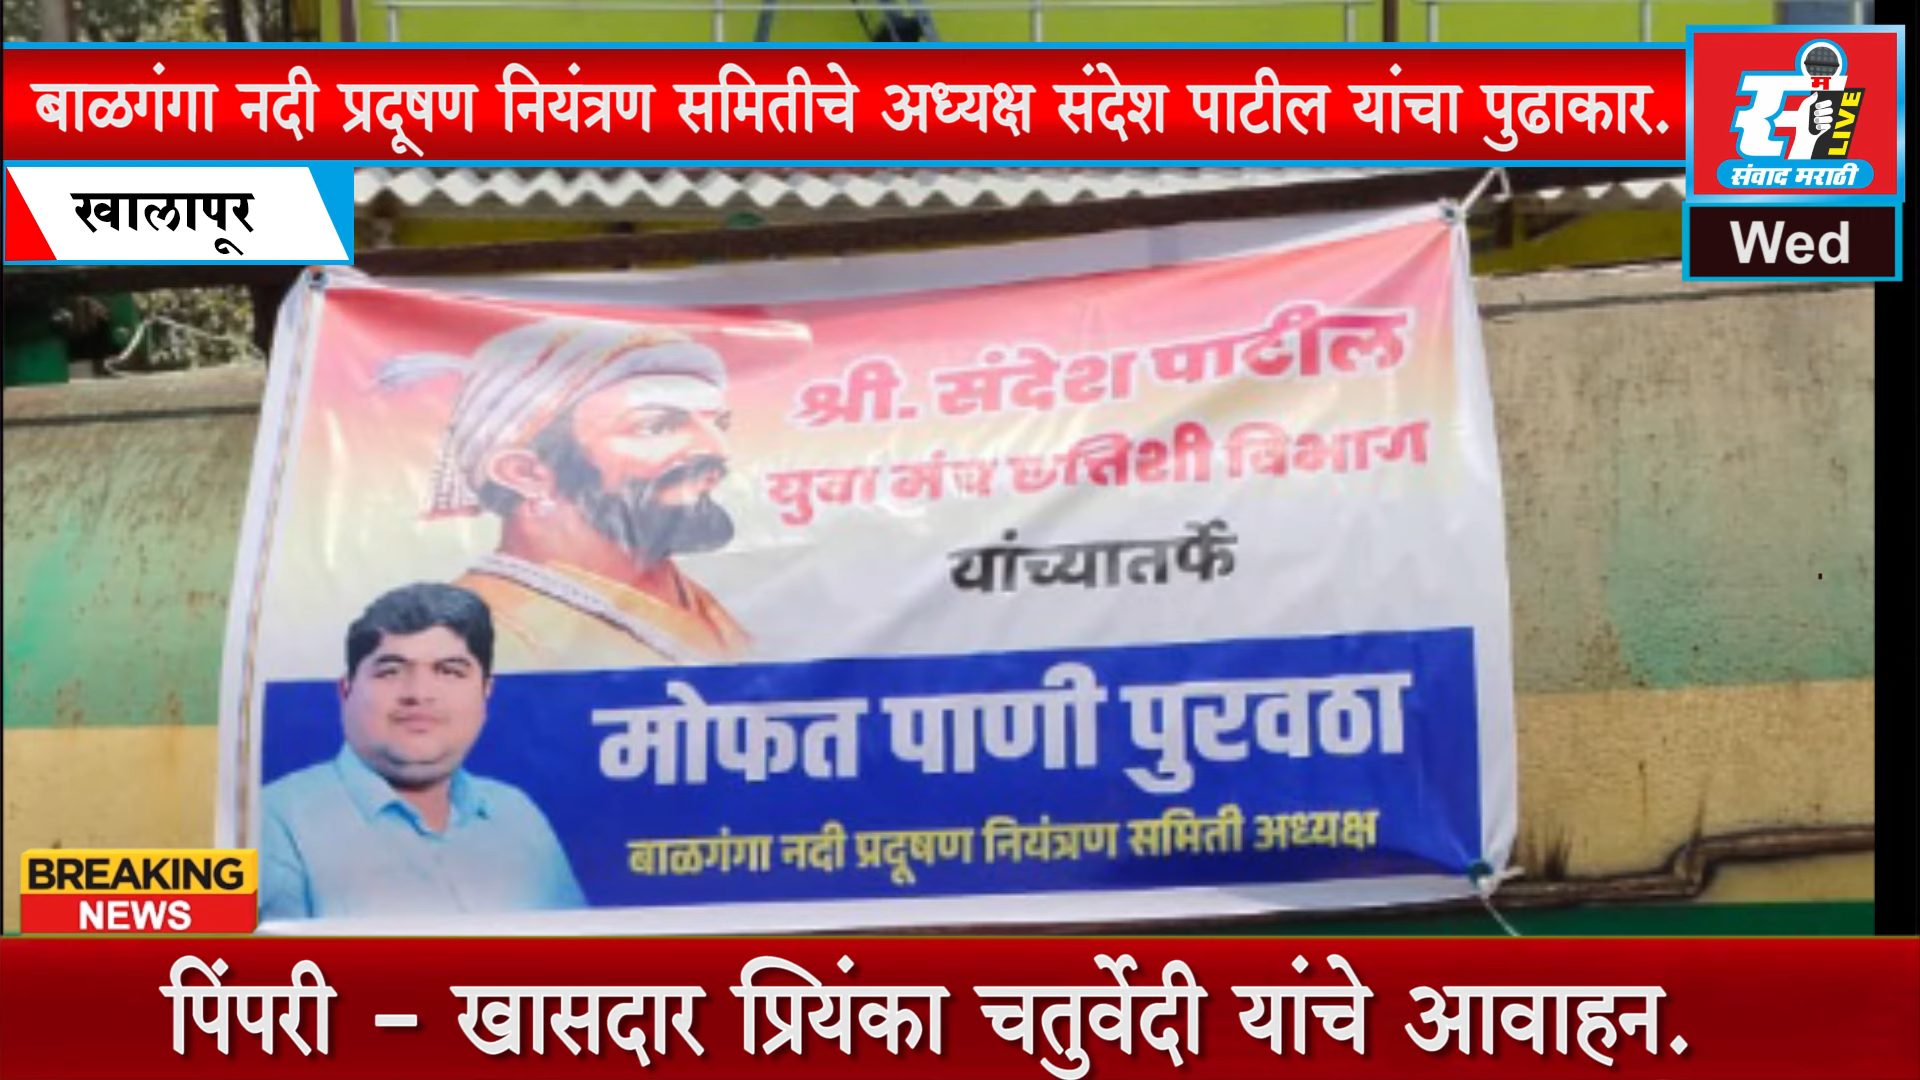 बाळगंगा नदी प्रदूषण नियंत्रण समितीचे अध्यक्ष संदेश पाटील यांचा पुढाकार.
स
LIVE
संवाद मराठी
खालापूर
Wed
श्री. संदेश पाटील
युवा मंच छत्तिशी विभाग
यांच्यातर्फे
मोफत पाणी पुरवठा
बाळगंगा नदी प्रदूषण नियंत्रण समिती अध्यक्ष
BREAKING
NEWS
पिंपरी - खासदार प्रियंका चतुर्वेदी यांचे आवाहन.